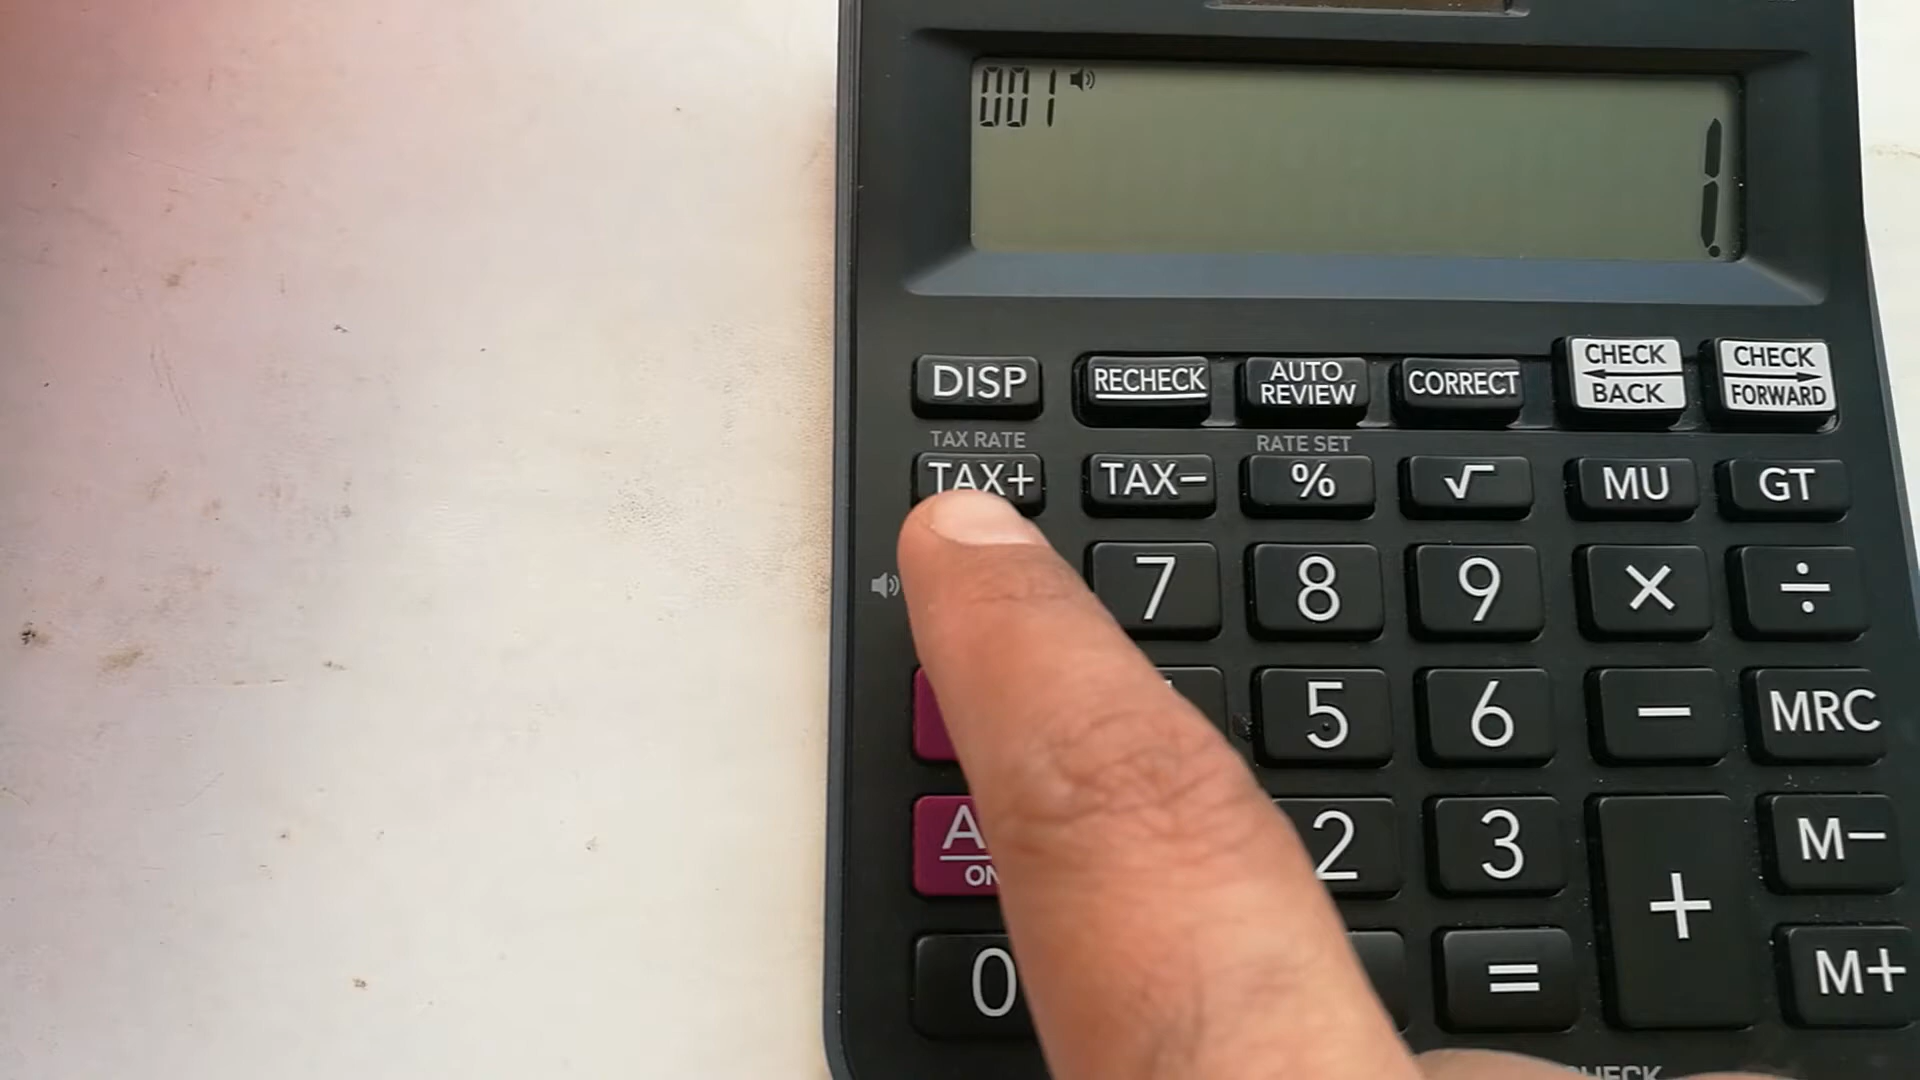 001
1.
DISP RECHECK AUTO REVIEW CORRECT CHECK BACK CHECK FORWARD
TAX RATE RATE SET
TAX+ TAX− % √ MU GT
7 8 9 × ÷
5 6 − MRC
2 3 + M−
ON
0 = M+